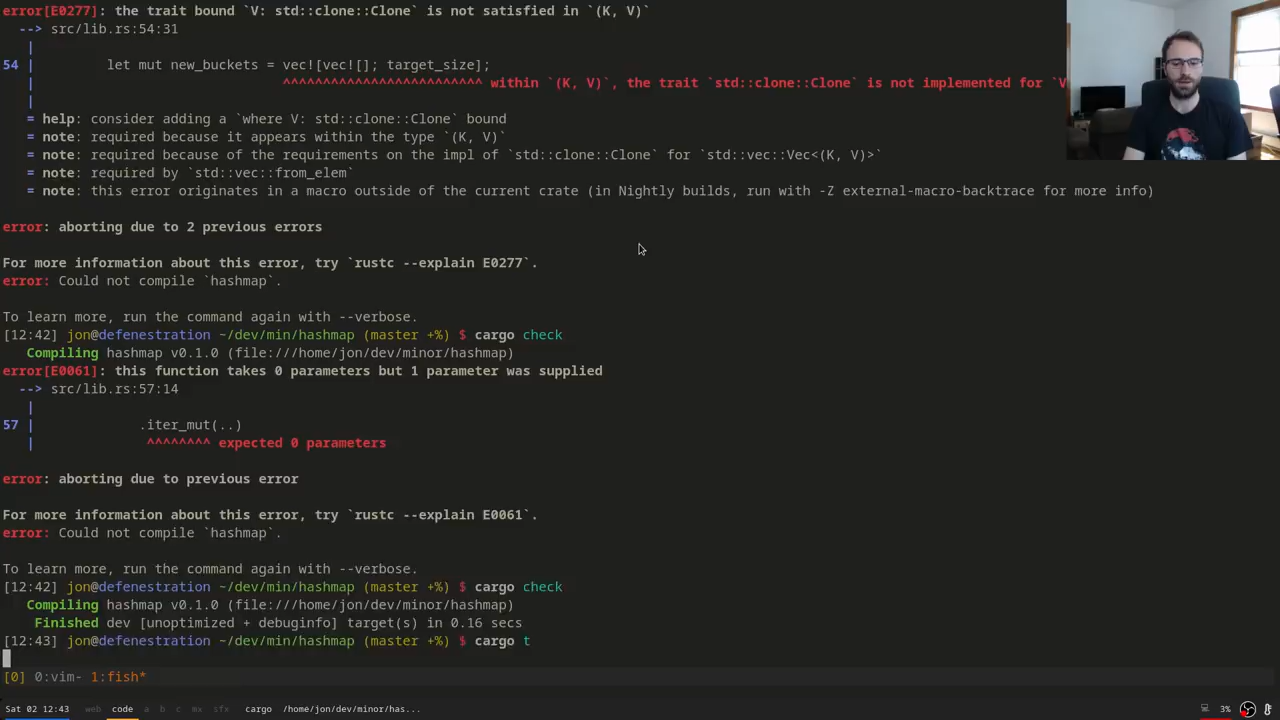 error[E0277]: the trait bound `V: std::clone::Clone` is not satisfied in `(K, V)`
  --> src/lib.rs:54:31
   |
54 |         let mut new_buckets = vec![vec![]; target_size];
   |                               ^^^^^^^^^^^^^^^^^^^^^^^^^ within `(K, V)`, the trait `std::clone::Clone` is not implemented for `V
   |
   = help: consider adding a `where V: std::clone::Clone` bound
   = note: required because it appears within the type `(K, V)`
   = note: required because of the requirements on the impl of `std::clone::Clone` for `std::vec::Vec<(K, V)>`
   = note: required by `std::vec::from_elem`
   = note: this error originates in a macro outside of the current crate (in Nightly builds, run with -Z external-macro-backtrace for more info)
error: aborting due to 2 previous errors
For more information about this error, try `rustc --explain E0277`.
error: Could not compile `hashmap`.
To learn more, run the command again with --verbose.
[12:42] jon@defenestration ~/dev/min/hashmap (master +%) $ cargo check
   Compiling hashmap v0.1.0 (file:///home/jon/dev/minor/hashmap)
error[E0061]: this function takes 0 parameters but 1 parameter was supplied
  --> src/lib.rs:57:14
   |
57 |             .iter_mut(..)
   |              ^^^^^^^^ expected 0 parameters
error: aborting due to previous error
For more information about this error, try `rustc --explain E0061`.
error: Could not compile `hashmap`.
To learn more, run the command again with --verbose.
[12:42] jon@defenestration ~/dev/min/hashmap (master +%) $ cargo check
   Compiling hashmap v0.1.0 (file:///home/jon/dev/minor/hashmap)
    Finished dev [unoptimized + debuginfo] target(s) in 0.16 secs
[12:43] jon@defenestration ~/dev/min/hashmap (master +%) $ cargo t
[0] 0:vim- 1:fish*
Sat 02 12:43 web code a b c mx sfx cargo /home/jon/dev/minor/has... 3%